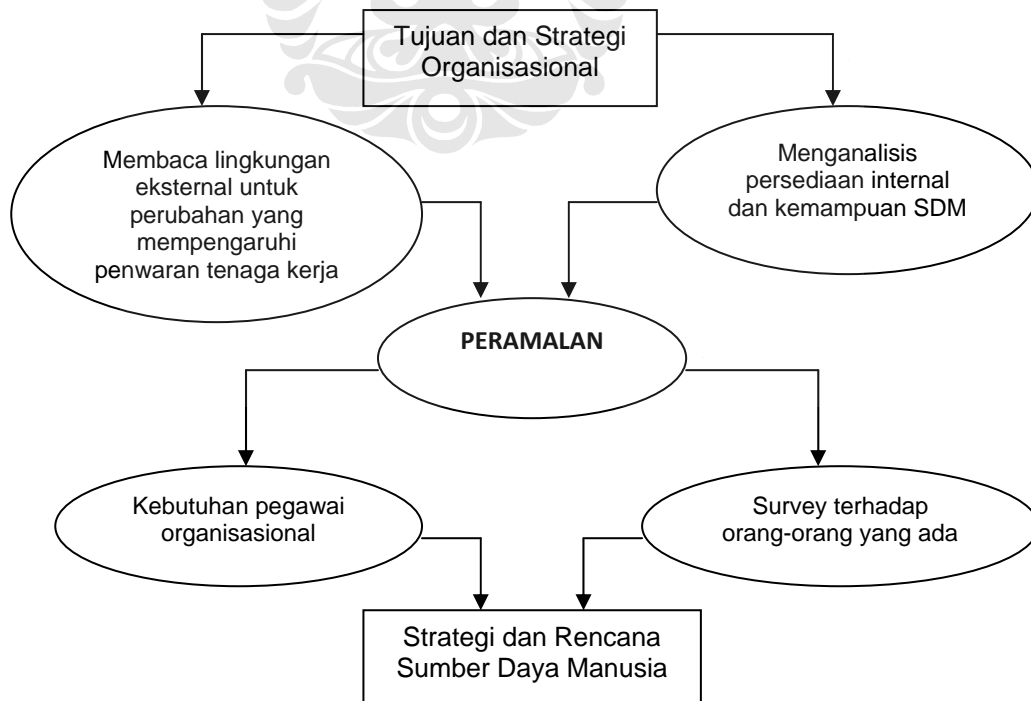 Tujuan dan Strategi
Organisasional
Membaca lingkungan
eksternal untuk
perubahan yang
mempengaruhi
penwaran tenaga kerja
Menganalisis
persediaan internal
dan kemampuan SDM
PERAMALAN
Kebutuhan pegawai
organisasional
Survey terhadap
orang-orang yang ada
Strategi dan Rencana
Sumber Daya Manusia